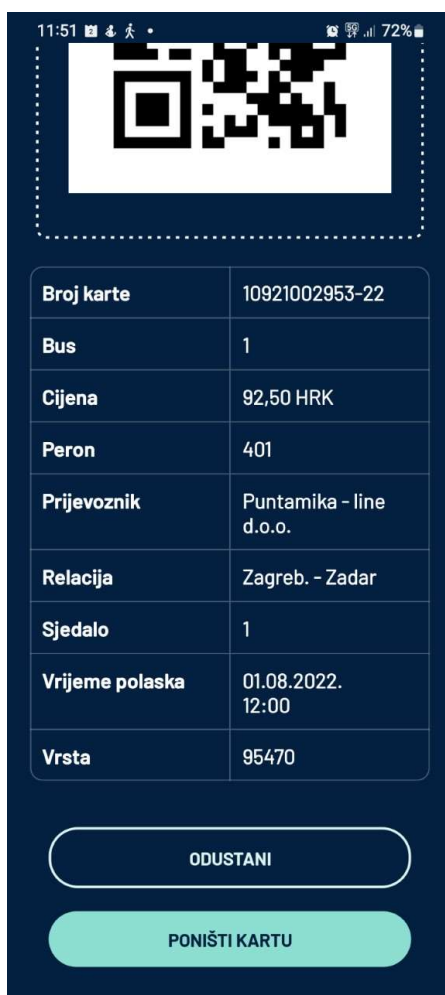 11:51
5G 72%
Broj karte 10921002953-22
Bus 1
Cijena 92,50 HRK
Peron 401
Prijevoznik Puntamika - line
d.o.o.
Relacija Zagreb. - Zadar
Sjedalo 1
Vrijeme polaska 01.08.2022.
12:00
Vrsta 95470
ODUSTANI
PONIŠTI KARTU